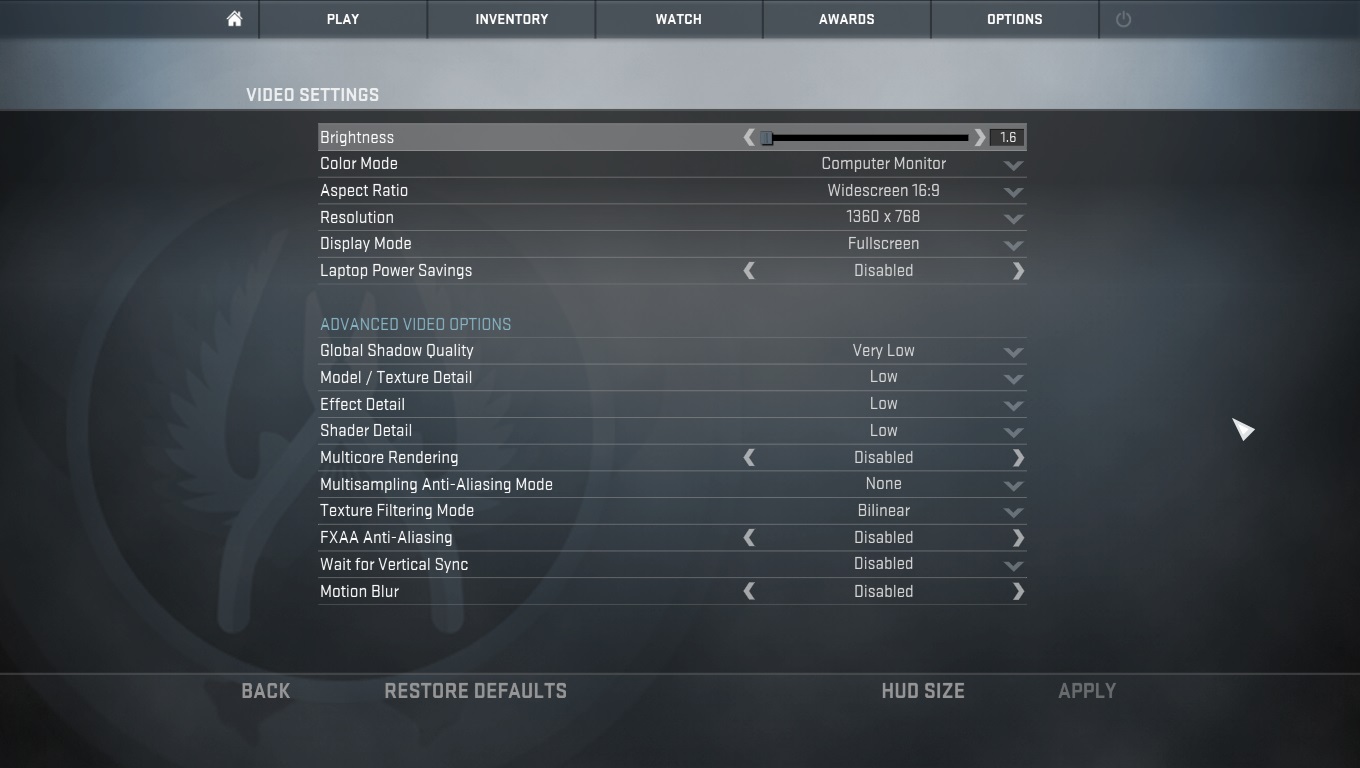 PLAY INVENTORY WATCH AWARDS OPTIONS
VIDEO SETTINGS
Brightness 1.6
Color Mode Computer Monitor
Aspect Ratio Widescreen 16:9
Resolution 1360 x 768
Display Mode Fullscreen
Laptop Power Savings Disabled
ADVANCED VIDEO OPTIONS
Global Shadow Quality Very Low
Model / Texture Detail Low
Effect Detail Low
Shader Detail Low
Multicore Rendering Disabled
Multisampling Anti-Aliasing Mode None
Texture Filtering Mode Bilinear
FXAA Anti-Aliasing Disabled
Wait for Vertical Sync Disabled
Motion Blur Disabled
BACK RESTORE DEFAULTS HUD SIZE APPLY